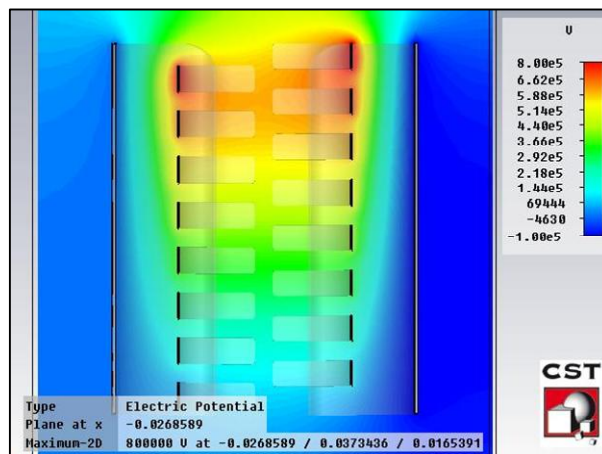 V
8.00e5
6.62e5
5.88e5
5.14e5
4.40e5
3.66e5
2.92e5
2.18e5
1.44e5
69444
-4630
-1.00e5
CST
Type Electric Potential
Plane at x -0.0268589
Maximum-2D 800000 V at -0.0268589 / 0.0373436 / 0.0165391